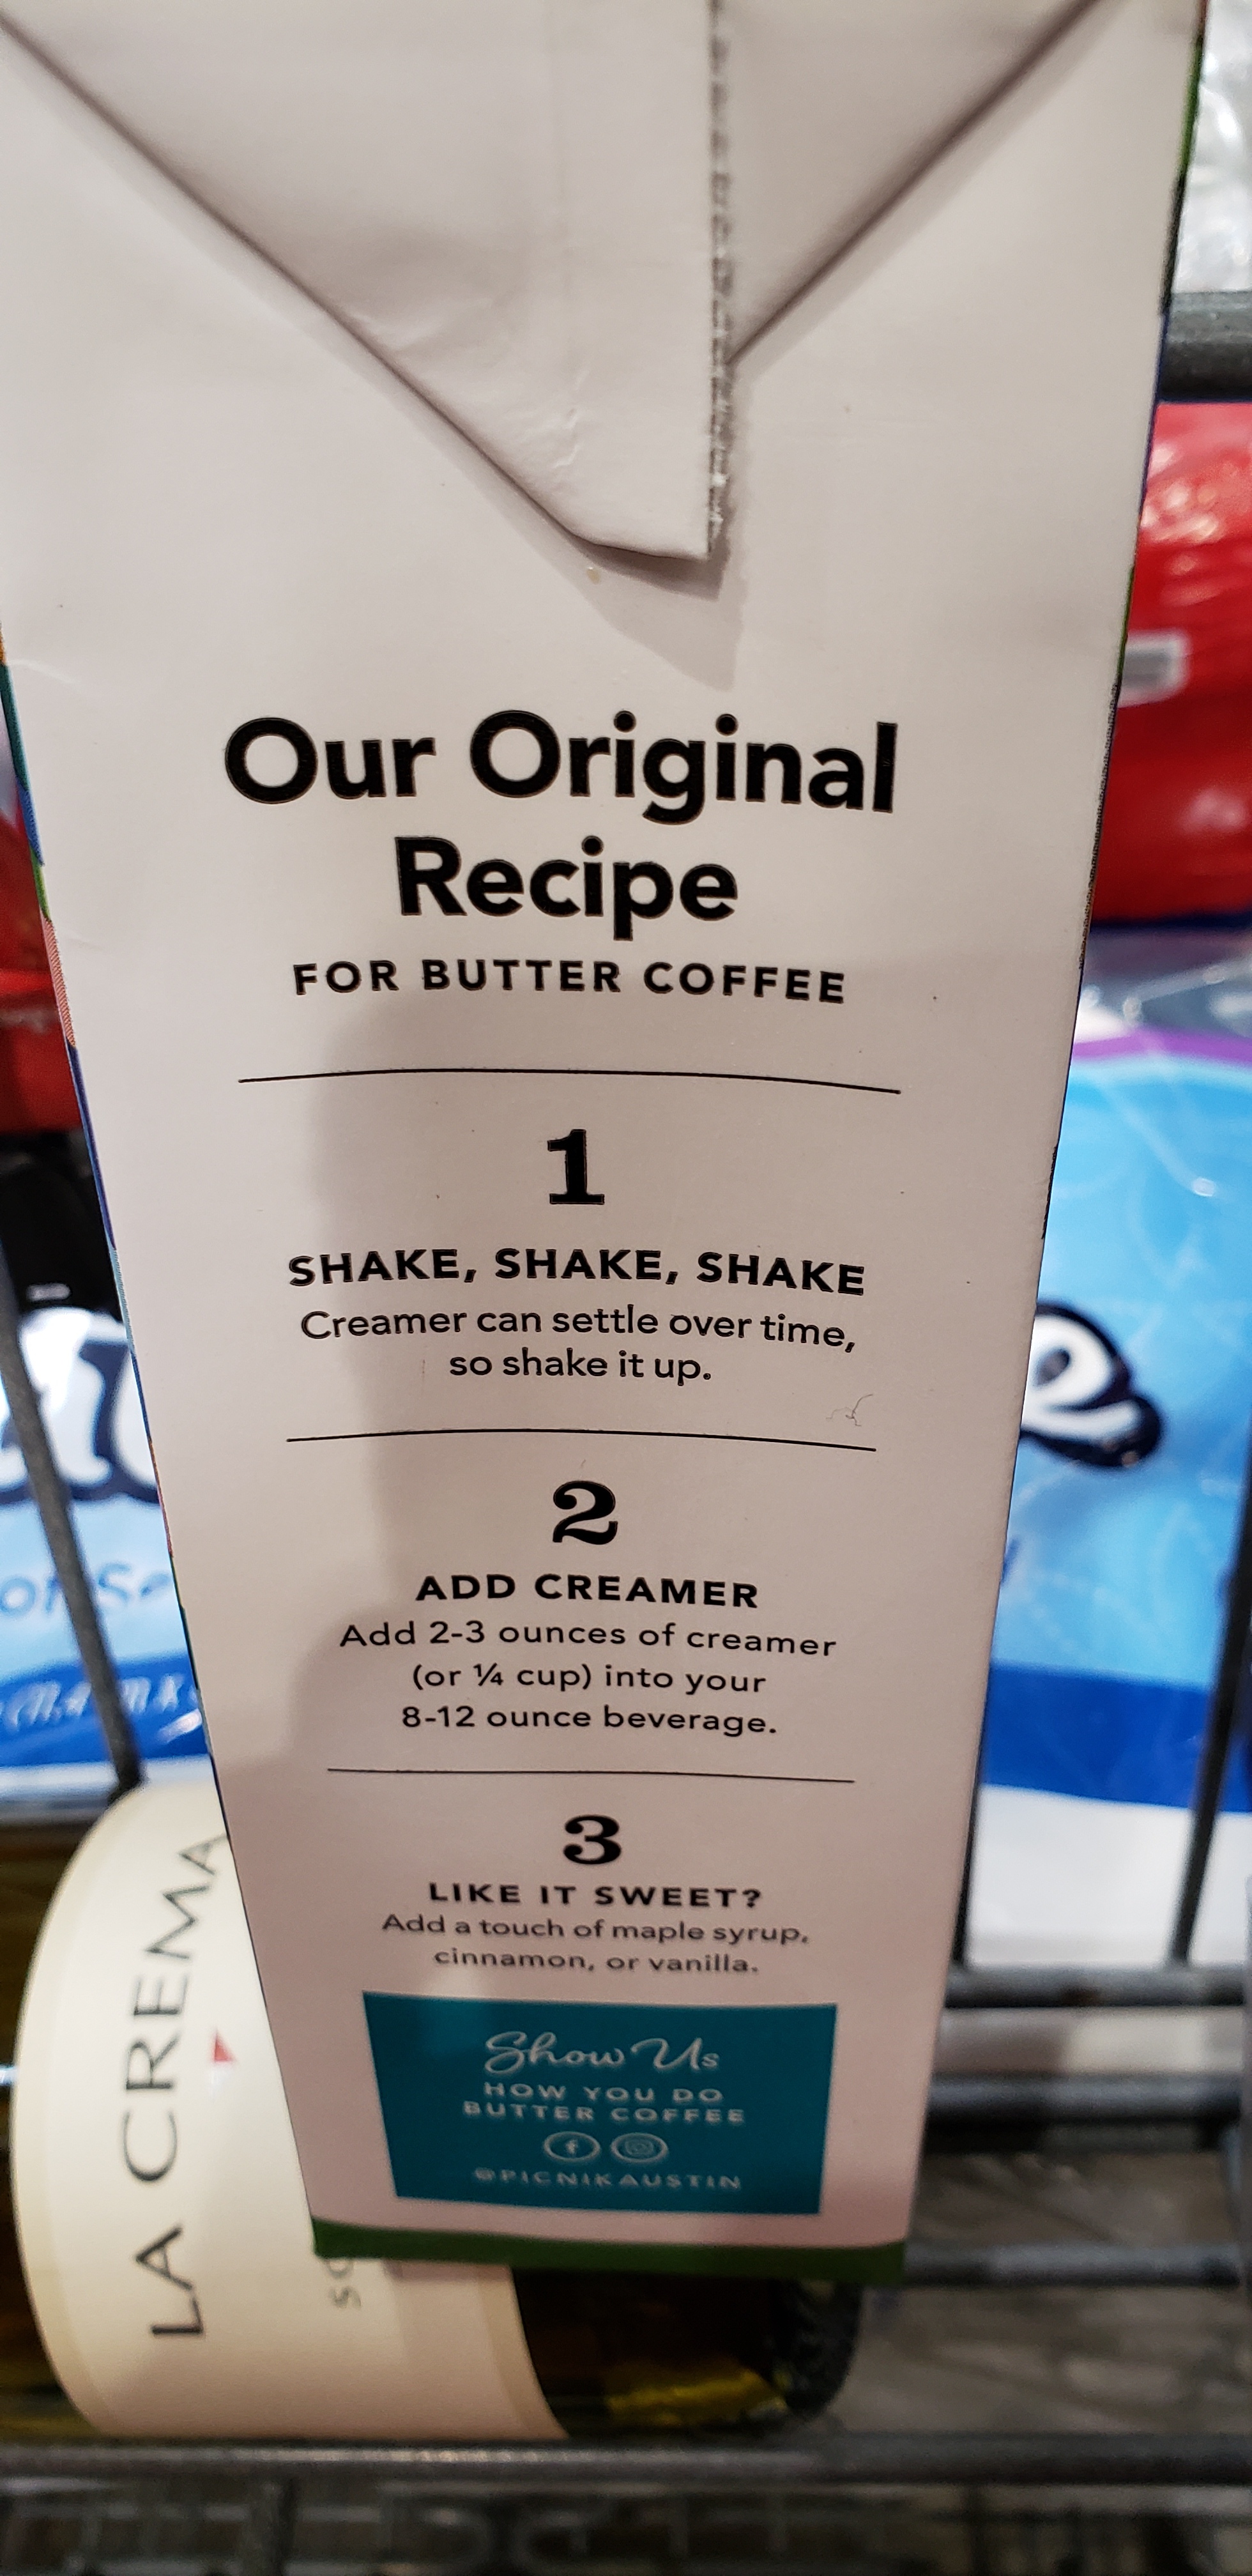 Our Original
Recipe
FOR BUTTER COFFEE
1
SHAKE, SHAKE, SHAKE
Creamer can settle over time,
so shake it up.
2
ADD CREAMER
Add 2-3 ounces of creamer
(or ¼ cup) into your
8-12 ounce beverage.
3
LIKE IT SWEET?
Add a touch of maple syrup,
cinnamon, or vanilla.
Show Us
HOW YOU DO
BUTTER COFFEE
@PICNIKAUSTIN
LA CREMA